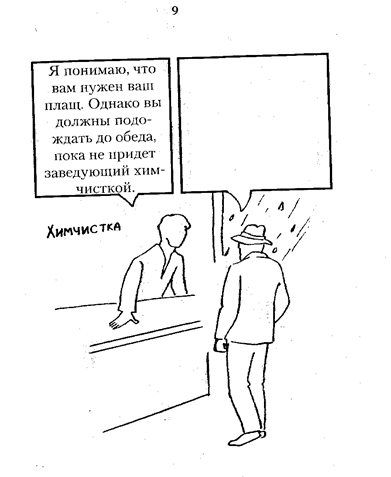 9
Я понимаю, что
вам нужен ваш
плащ. Однако вы
должны подо-
ждать до обеда,
пока не придет
заведующий хим-
чисткой.
Химчистка